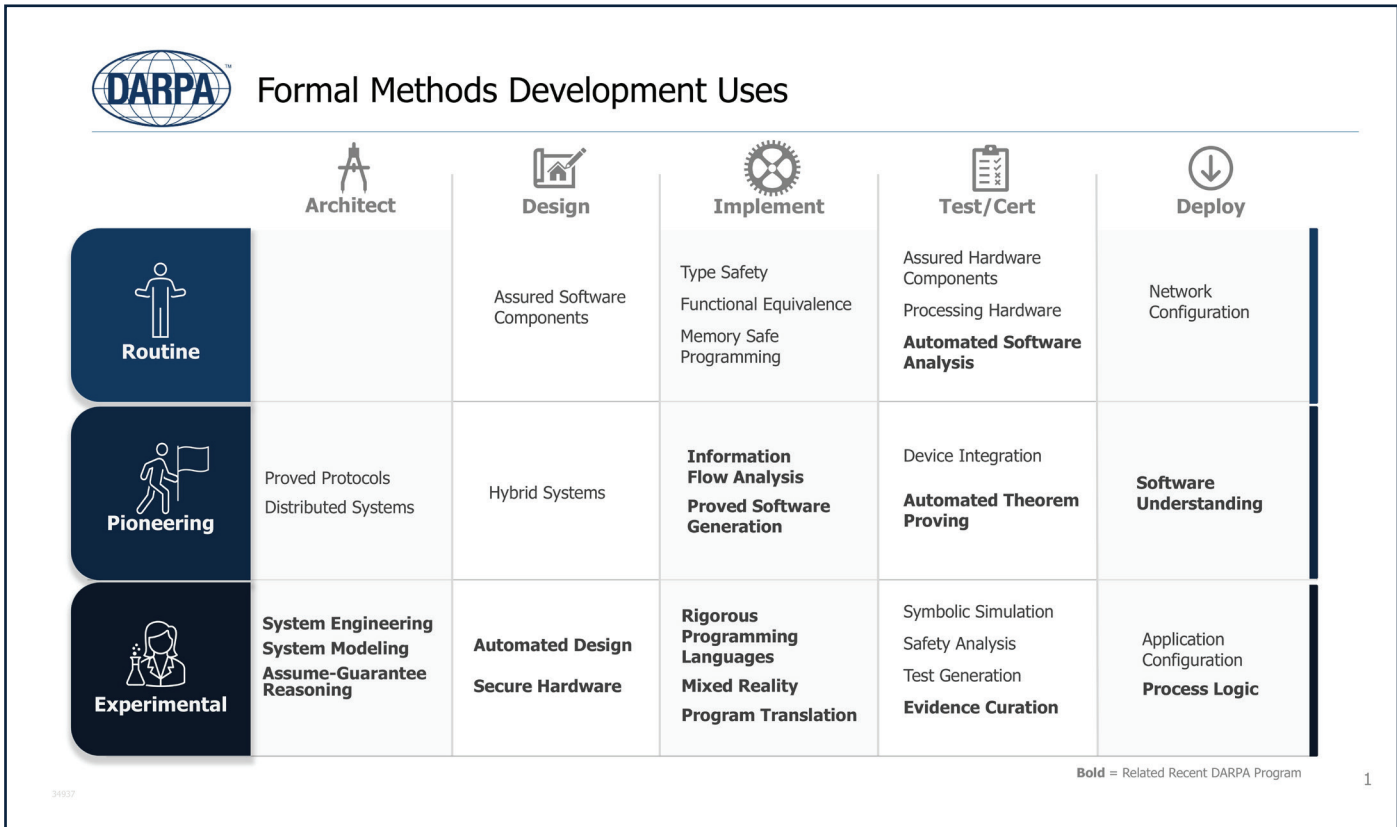 DARPA™
Formal Methods Development Uses
Architect
Design
Implement
Test/Cert
Deploy
Routine
Assured Software
Components
Type Safety
Functional Equivalence
Memory Safe
Programming
Assured Hardware
Components
Processing Hardware
Automated Software
Analysis
Network
Configuration
Pioneering
Proved Protocols
Distributed Systems
Hybrid Systems
Information
Flow Analysis
Proved Software
Generation
Device Integration
Automated Theorem
Proving
Software
Understanding
Experimental
System Engineering
System Modeling
Assume-Guarantee
Reasoning
Automated Design
Secure Hardware
Rigorous
Programming
Languages
Mixed Reality
Program Translation
Symbolic Simulation
Safety Analysis
Test Generation
Evidence Curation
Application
Configuration
Process Logic
Bold = Related Recent DARPA Program
1
34937